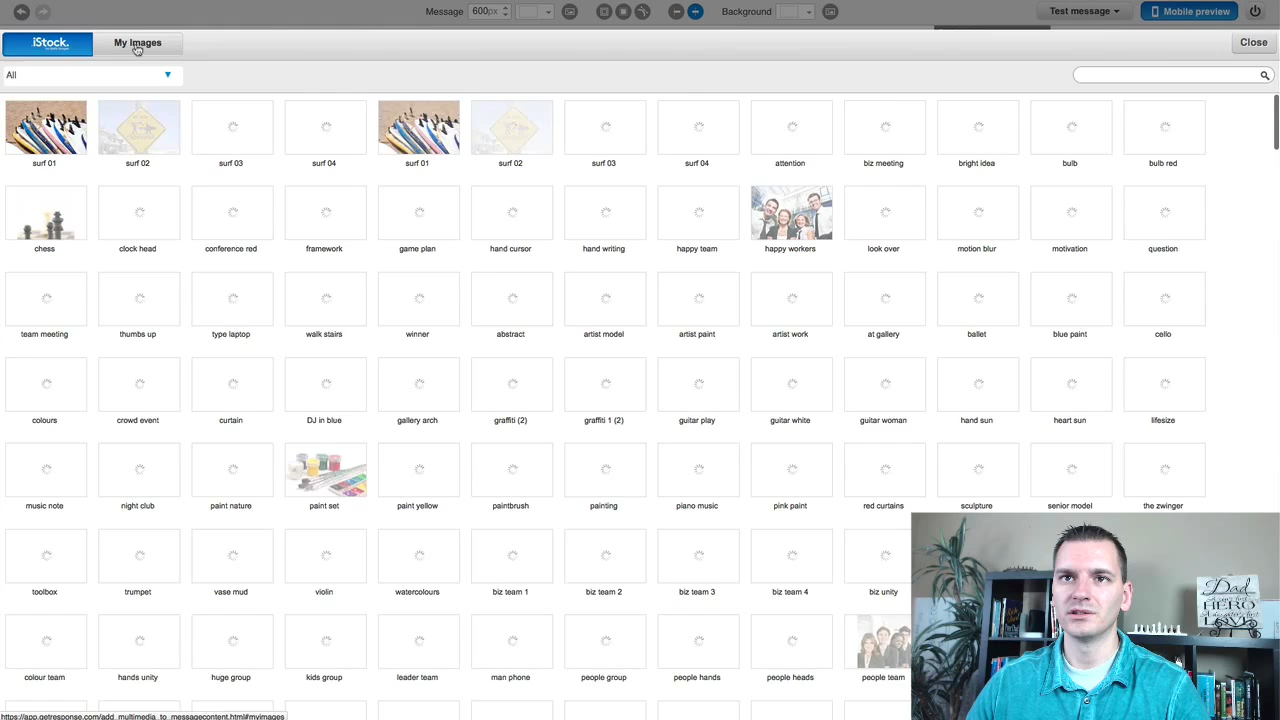 Message 600px Background Test message Mobile preview
iStock. My Images Close
All
surf 01 surf 02 surf 03 surf 04 surf 01 surf 02 surf 03 surf 04 attention biz meeting bright idea bulb bulb red
chess clock head conference red framework game plan hand cursor hand writing happy team happy workers look over motion blur motivation question
team meeting thumbs up type laptop walk stairs winner abstract artist model artist paint artist work at gallery ballet blue paint cello
colours crowd event curtain DJ in blue gallery arch graffiti (2) graffiti 1 (2) guitar play guitar white guitar woman hand sun heart sun lifesize
music note night club paint nature paint set paint yellow paintbrush painting piano music pink paint red curtains sculpture senior model the zwinger
toolbox trumpet vase mud violin watercolours biz team 1 biz team 2 biz team 3 biz team 4 biz unity
colour team hands unity huge group kids group leader team man phone people group people hands people heads people team
https://app.getresponse.com/add_multimedia_to_messagecontent.html#myimages
HERO
LOVE